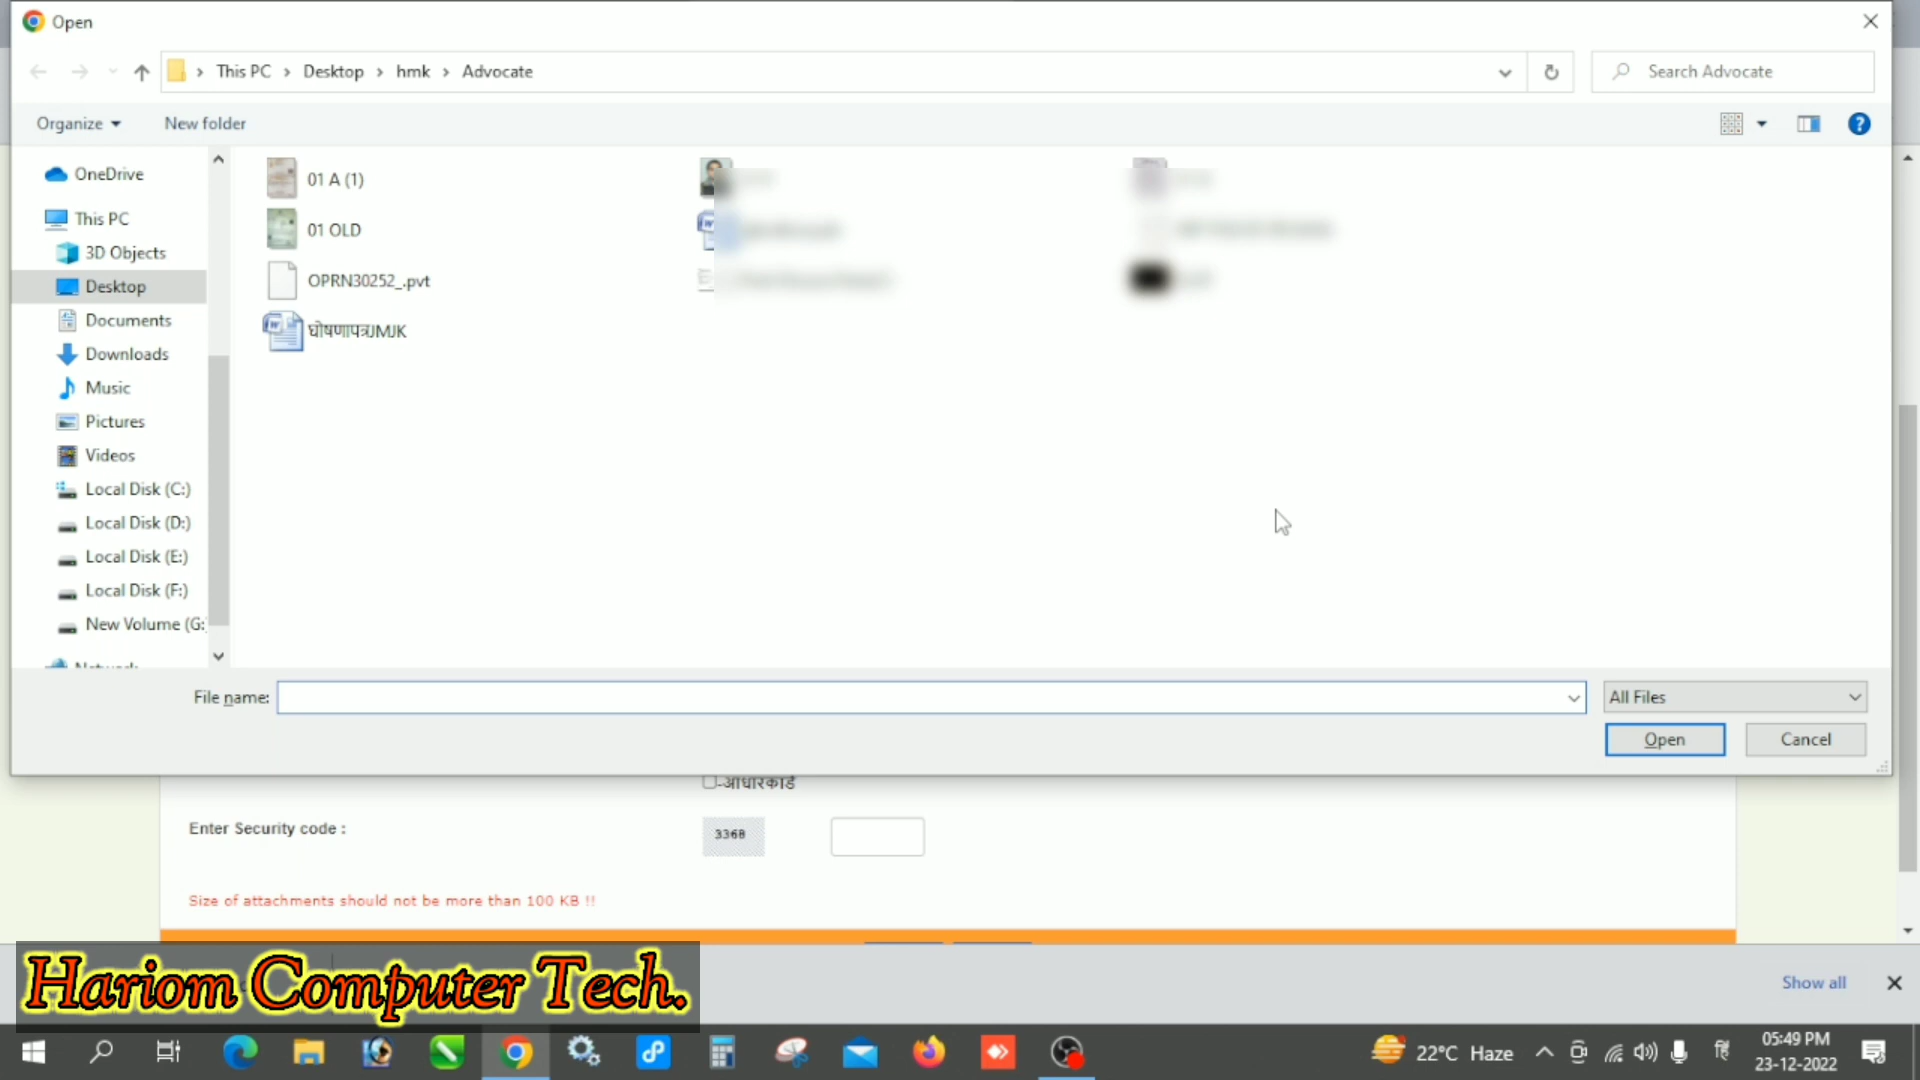 Open
This PC > Desktop > hmk > Advocate
Search Advocate
Organize
New folder
OneDrive
This PC
3D Objects
Desktop
Documents
Downloads
Music
Pictures
Videos
Local Disk (C:)
Local Disk (D:)
Local Disk (E:)
Local Disk (F:)
New Volume (G:
Network
01 A (1)
01 OLD
OPRN30252_.pvt
घोषणापत्रJMJK
File name:
All Files
Open
Cancel
-आधारकार्ड
Enter Security code :
3368
Size of attachments should not be more than 100 KB !!
Hariom Computer Tech.
Show all
22°C Haze
हिं
05:49 PM
23-12-2022